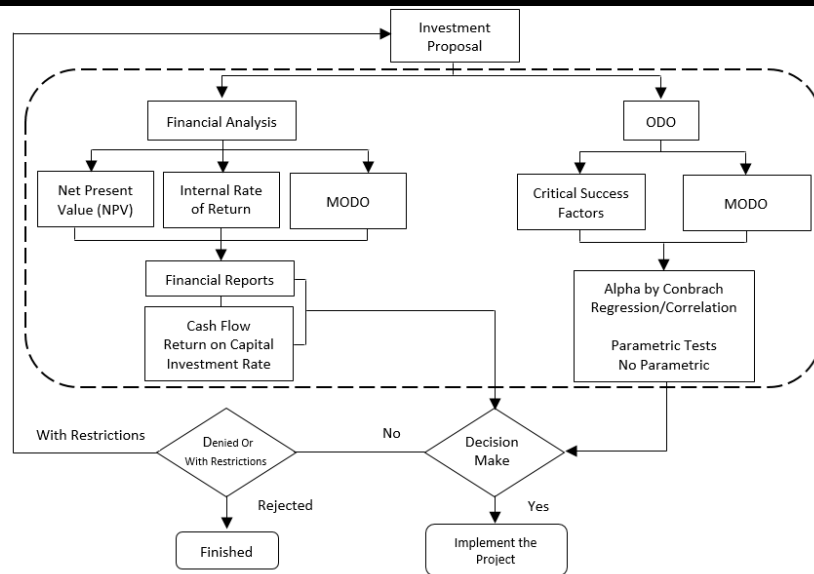 Investment
Proposal
Financial Analysis
ODO
Net Present
Value (NPV)
Internal Rate
of Return
MODO
Critical Success
Factors
MODO
Financial Reports
Cash Flow
Return on Capital
Investment Rate
Alpha by Conbrach
Regression/Correlation
Parametric Tests
No Parametric
With Restrictions
Denied Or
With Restrictions
No
Decision
Make
Rejected
Yes
Finished
Implement the
Project